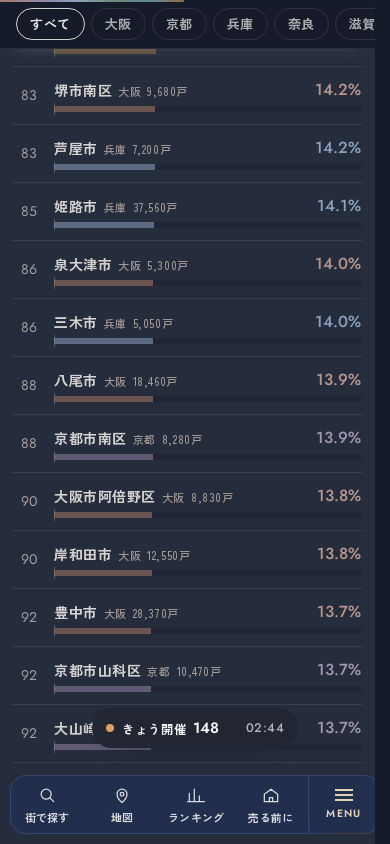 すべて 大阪 京都 兵庫 奈良 滋賀
83 堺市南区 大阪 9,680戸 14.2%
83 芦屋市 兵庫 7,200戸 14.2%
85 姫路市 兵庫 37,560戸 14.1%
86 泉大津市 大阪 5,300戸 14.0%
86 三木市 兵庫 5,050戸 14.0%
88 八尾市 大阪 18,460戸 13.9%
88 京都市南区 京都 8,280戸 13.9%
90 大阪市阿倍野区 大阪 8,830戸 13.8%
90 岸和田市 大阪 12,550戸 13.8%
92 豊中市 大阪 28,370戸 13.7%
92 京都市山科区 京都 10,470戸 13.7%
92 大山崎 13.7%
きょう開催 148 02:44
街で探す 地図 ランキング 売る前に MENU